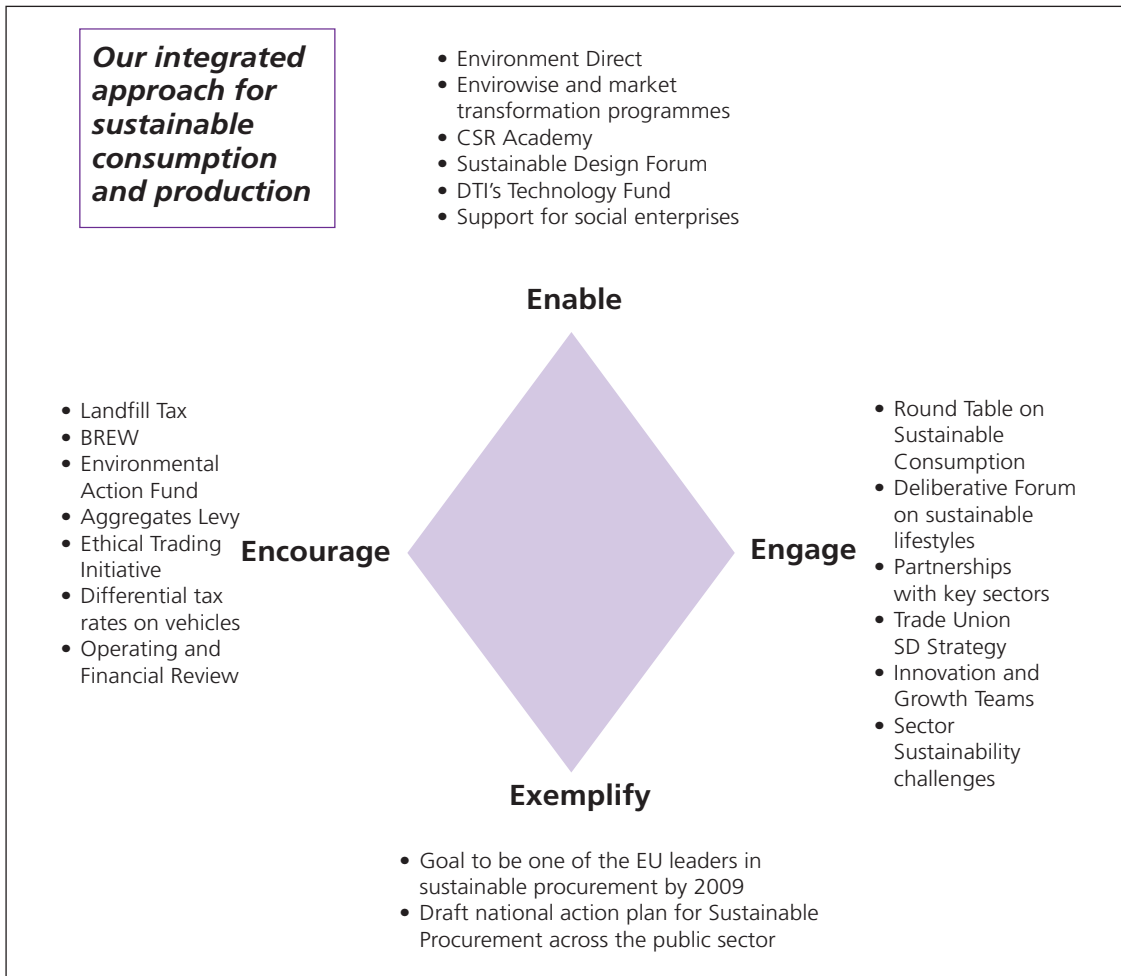 Our integrated
approach for
sustainable
consumption
and production
• Environment Direct
• Envirowise and market
transformation programmes
• CSR Academy
• Sustainable Design Forum
• DTI's Technology Fund
• Support for social enterprises
Enable
• Landfill Tax
• BREW
• Environmental
Action Fund
• Aggregates Levy
• Ethical Trading
Initiative
• Differential tax
rates on vehicles
• Operating and
Financial Review
Encourage
Engage
• Round Table on
Sustainable
Consumption
• Deliberative Forum
on sustainable
lifestyles
• Partnerships
with key sectors
• Trade Union
SD Strategy
• Innovation and
Growth Teams
• Sector
Sustainability
challenges
Exemplify
• Goal to be one of the EU leaders in
sustainable procurement by 2009
• Draft national action plan for Sustainable
Procurement across the public sector